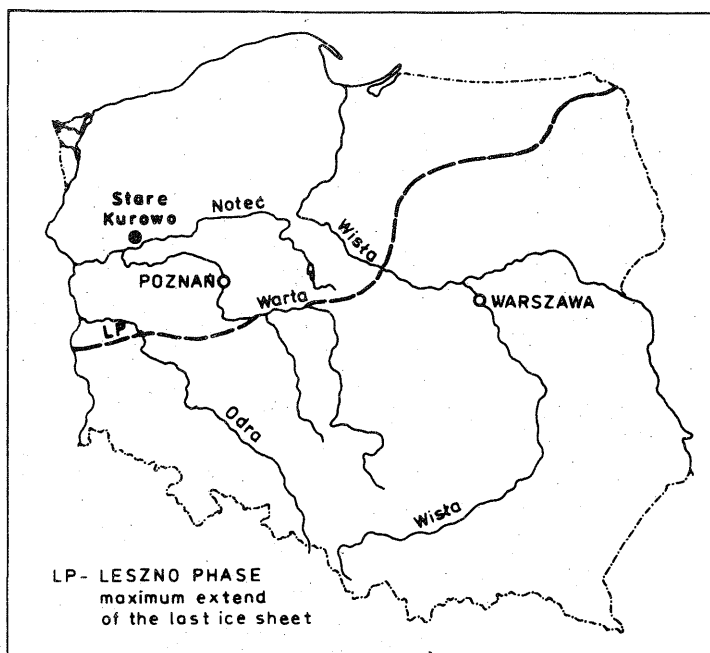 Stare
Kurowo
Noteć
Wisła
POZNAŃ
Warta
WARSZAWA
LP
Odra
Wisła
LP- LESZNO PHASE
maximum extend
of the last ice sheet